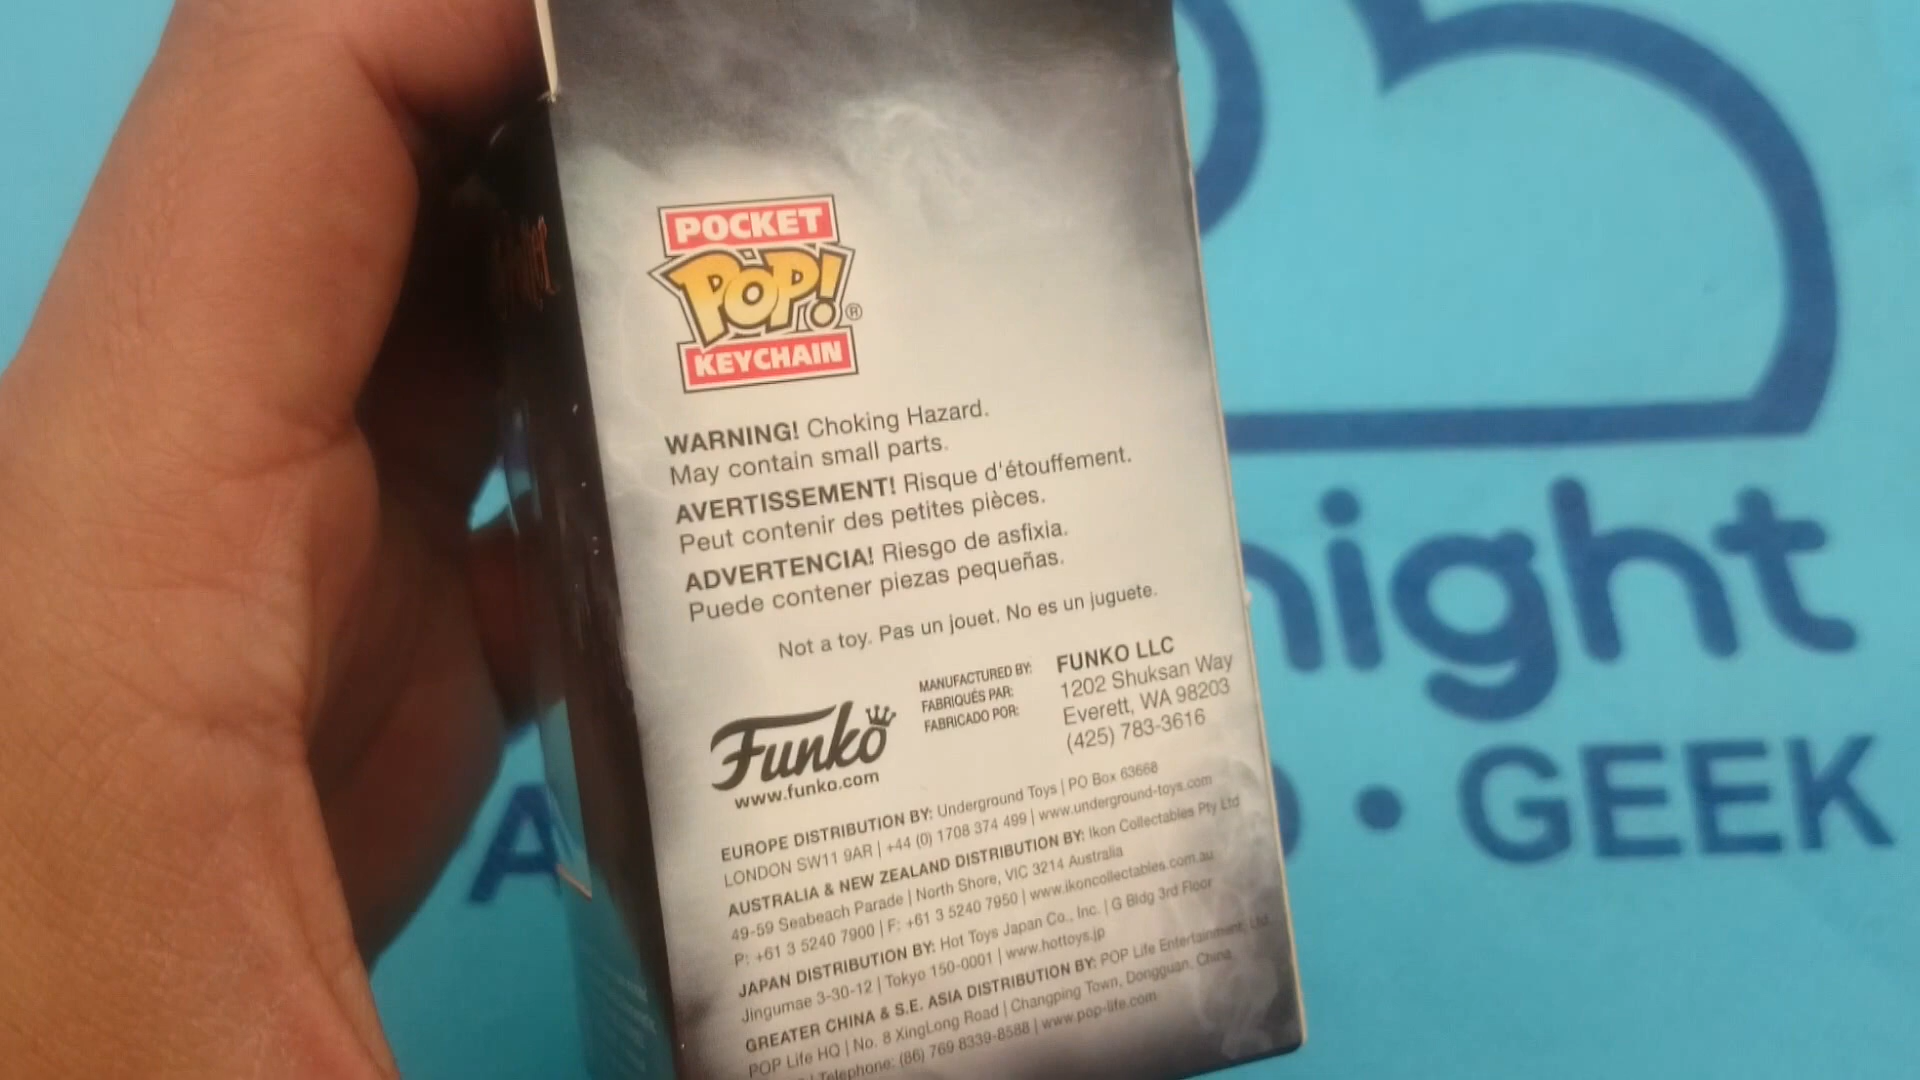 POCKET
POP!®
KEYCHAIN
WARNING! Choking Hazard.
May contain small parts.
AVERTISSEMENT! Risque d'étouffement.
Peut contenir des petites pièces.
ADVERTENCIA! Riesgo de asfixia.
Puede contener piezas pequeñas.
Not a toy. Pas un jouet. No es un juguete.
Funko
www.funko.com
MANUFACTURED BY:
FABRIQUÉS PAR:
FABRICADO POR:
FUNKO LLC
1202 Shuksan Way
Everett, WA 98203
(425) 783-3616
EUROPE DISTRIBUTION BY: Underground Toys | PO Box 63668
LONDON SW11 9AR | +44 (0) 1708 374 499 | www.underground-toys.com
AUSTRALIA & NEW ZEALAND DISTRIBUTION BY: Ikon Collectables Pty Ltd
49-59 Seabeach Parade | North Shore, VIC 3214 Australia
P: +61 3 5240 7900 | F: +61 3 5240 7950 | www.ikoncollectables.com.au
JAPAN DISTRIBUTION BY: Hot Toys Japan Co., Inc. | G Bldg 3rd Floor
Jingumae 3-30-12 | Tokyo 150-0001 | www.hottoys.jp
GREATER CHINA & S.E. ASIA DISTRIBUTION BY: POP Life Entertainment, Ltd.
POP Life HQ | No. 8 XingLong Road | Changping Town, Dongguan, China
| Telephone: (86) 769 8339-8588 | www.pop-life.com
night
• GEEK